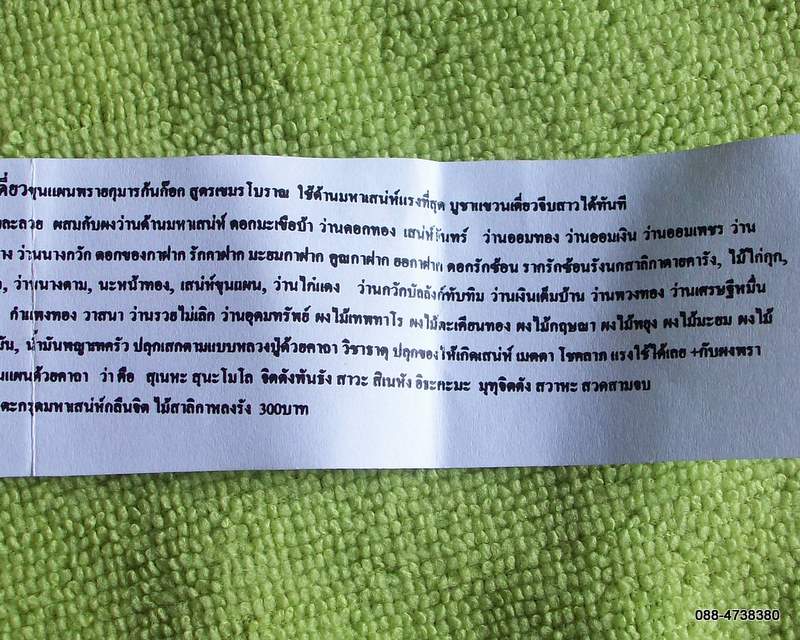 เดี่ยวขุนแผนพรายกุมารก้นก๊อก สูตรเขมรโบราณ ใช้ด้านมหาเสน่ห์แรงที่สุด บูชาแขวนเดี่ยวจีบสาวได้ทันที
ละลวย ผสมกับผงว่านด้านมหาเสน่ห์ ดอกมะเขือบ้า ว่านดอกทอง เสน่ห์จันทร์ ว่านออมทอง ว่านออมเงิน ว่านออมเพชร ว่าน
ว่านนางกวัก ดอกของกาฝาก รักกาฝาก มะยมกาฝาก คูณกาฝาก ยอกาฝาก ดอกรักซ้อน รากรักซ้อนรังนกสาลิกาตายคารัง, ไม้ไก่กุก,
ว่านนางตาม, นะหน้าทอง, เสน่ห์ขุนแผน, ว่านไก่แดง ว่านกวักบัลลังก์ทับทิม ว่านเงินเต็มบ้าน ว่านพวงทอง ว่านเศรษฐีหมื่น
กำแพงทอง วาสนา ว่านรวยไม่เลิก ว่านอุดมทรัพย์ ผงไม้เทพทาโร ผงไม้ตะเคียนทอง ผงไม้กฤษณา ผงไม้พยุง ผงไม้มะยม ผงไม้
น้ำมันพญาเทครัว ปลุกเสกตามแบบหลวงปู่ด้วยคาถา วิชาธาตุ ปลุกของให้เกิดเสน่ห์ เมตตา โชคลาภ แรงใช้ได้เลย +กับผงพรา
ด้วยคาถา ว่า คือ สุเนหะ สุนะโมโล จิตตังพันธัง สาวะ สิเนหัง อิระกะมะ มุทุจิตตัง สวาหะ สวดสามจบ
ตะกรุดมหาเสน่ห์กลืนจิต ไม้สาลิกาหลงรัง 300บาท
088-4738380